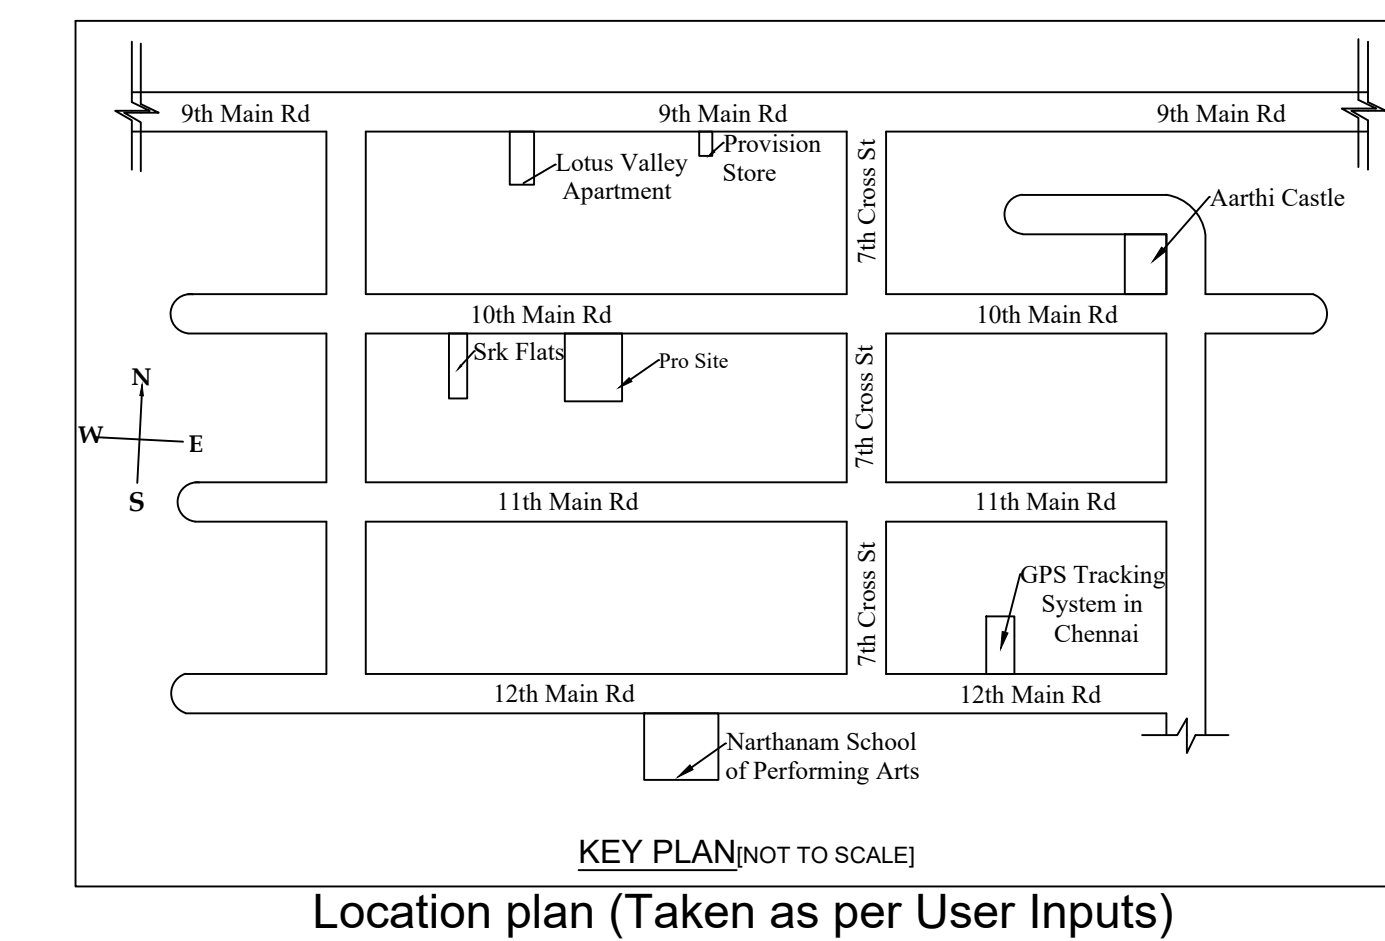 9th Main Rd
9th Main Rd
9th Main Rd
Lotus Valley
Apartment
Provision
Store
7th Cross St
Aarthi Castle
10th Main Rd
10th Main Rd
Srk Flats
Pro Site
7th Cross St
N
W
E
S
11th Main Rd
11th Main Rd
7th Cross St
GPS Tracking
System in
Chennai
12th Main Rd
12th Main Rd
Narthanam School
of Performing Arts
KEY PLAN[NOT TO SCALE]
Location plan (Taken as per User Inputs)